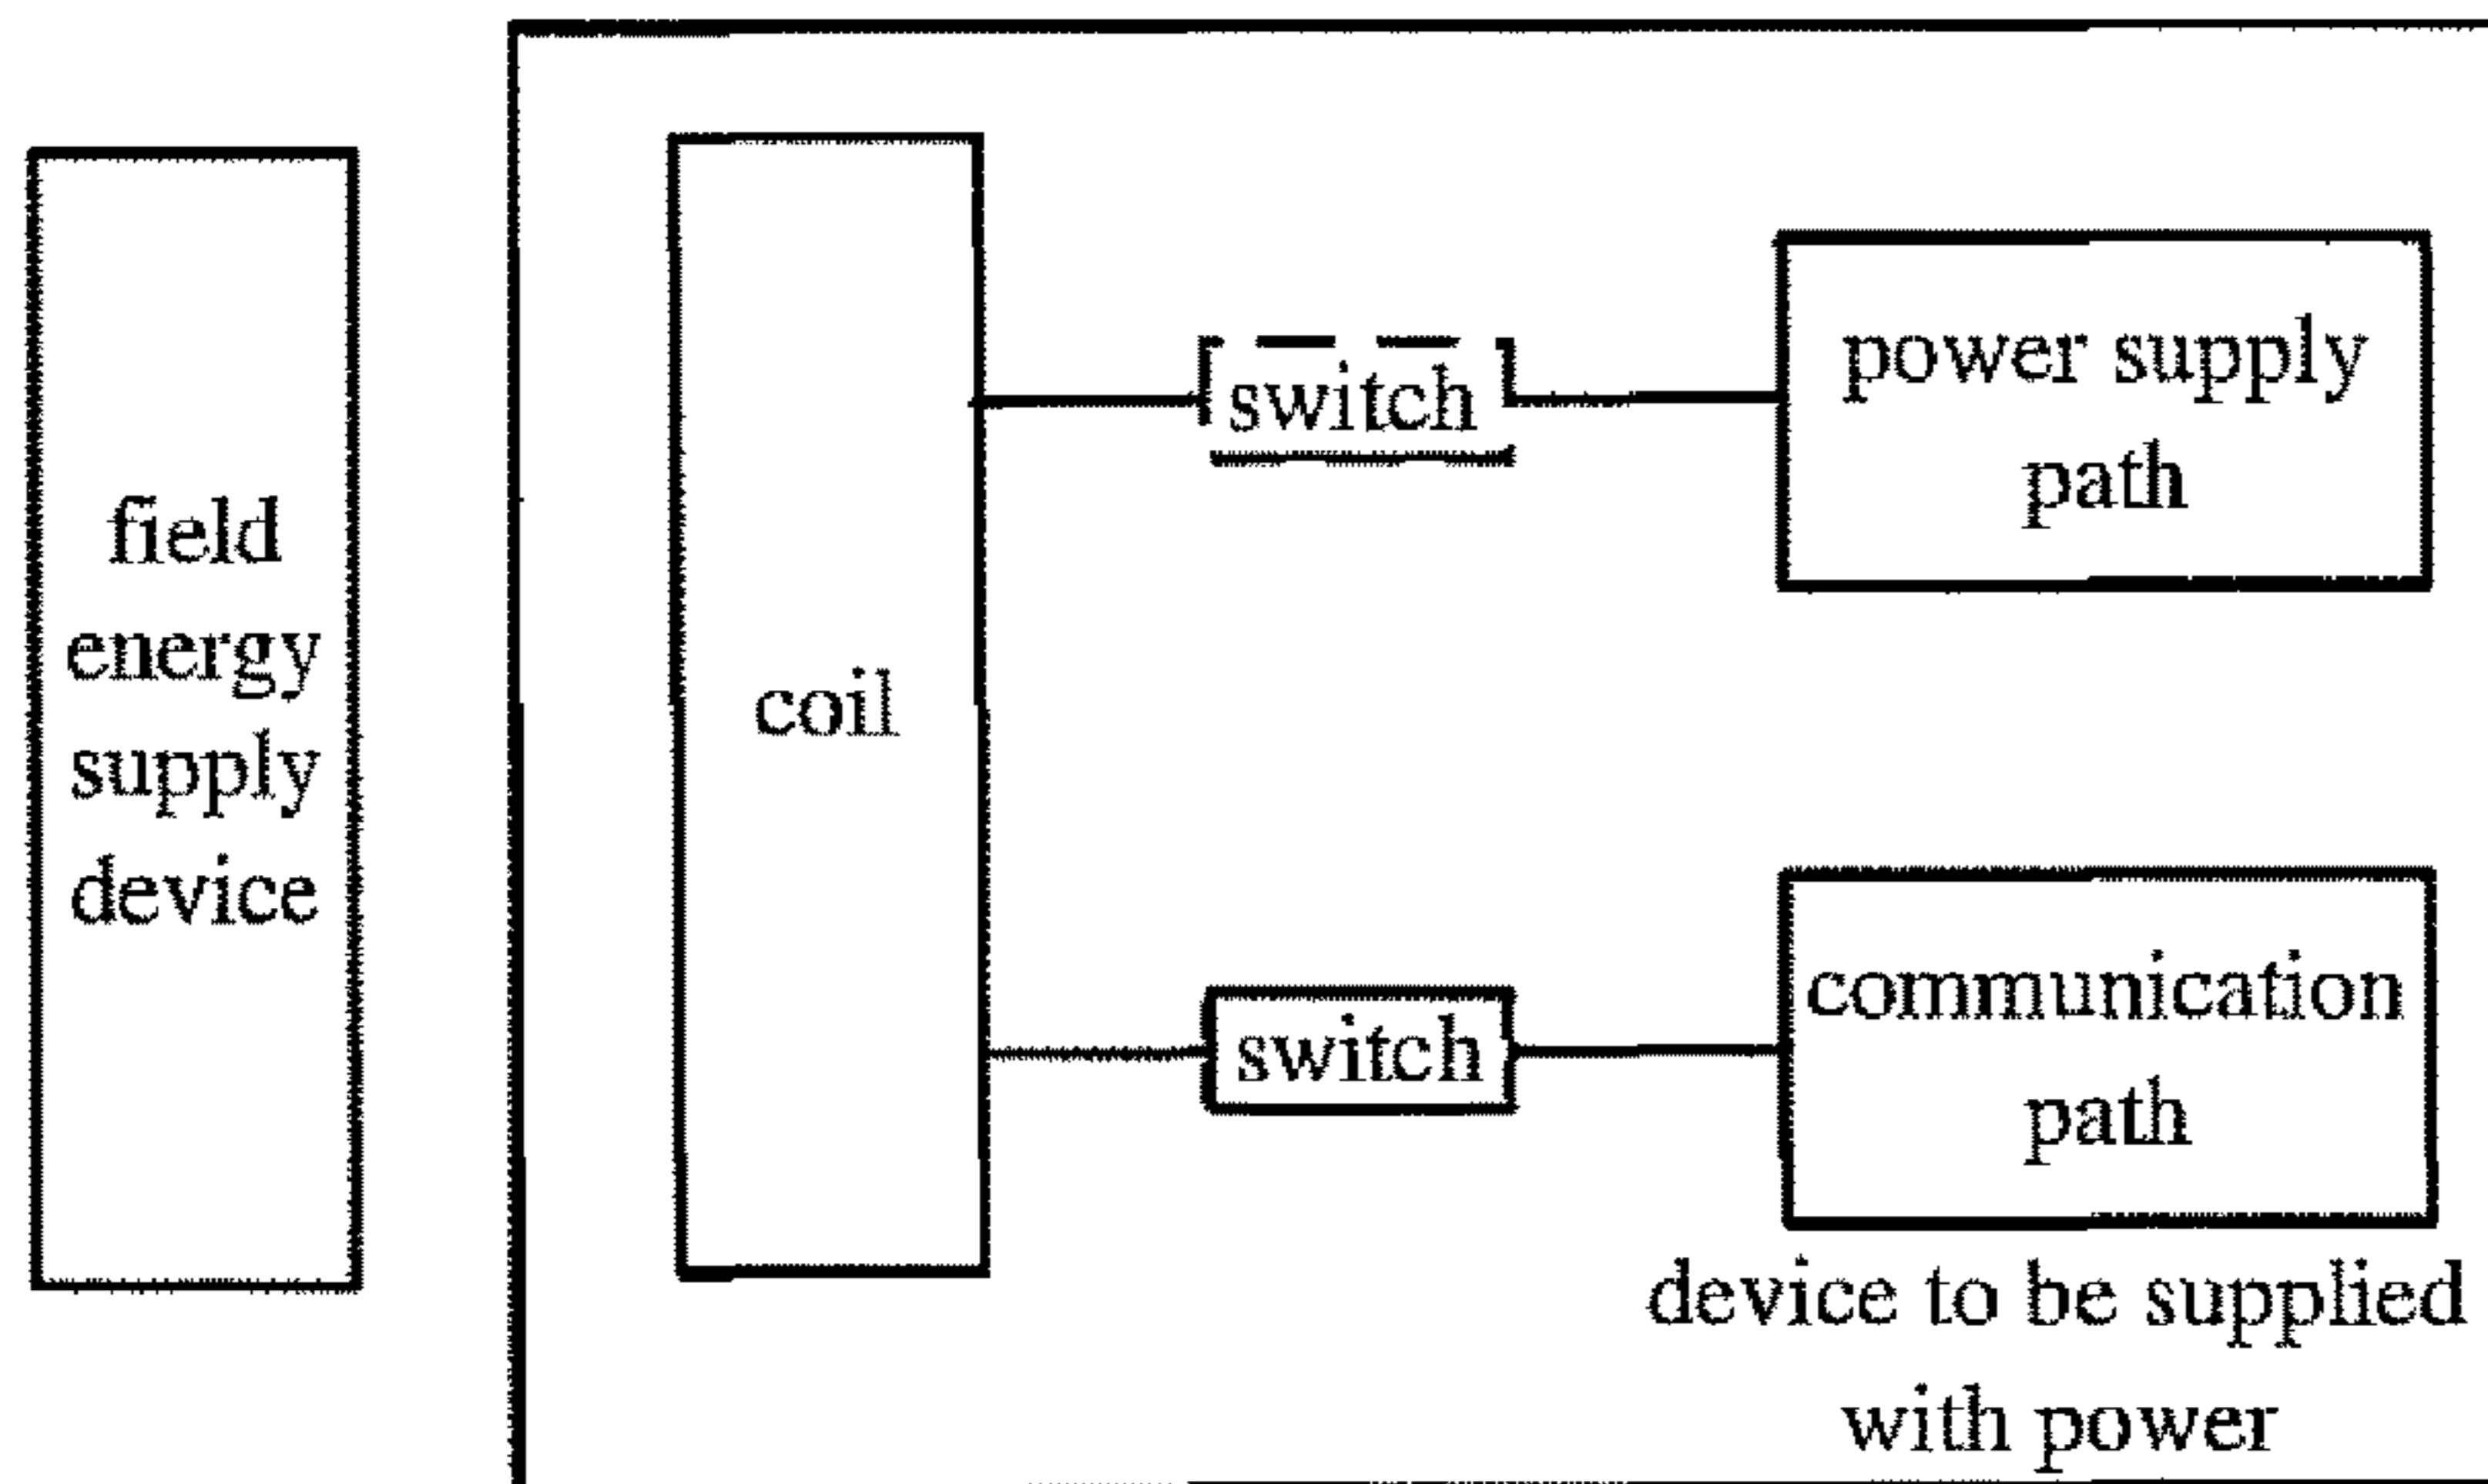 field
energy
supply
device
coil
switch
power supply
path
switch
communication
path
device to be supplied
with power